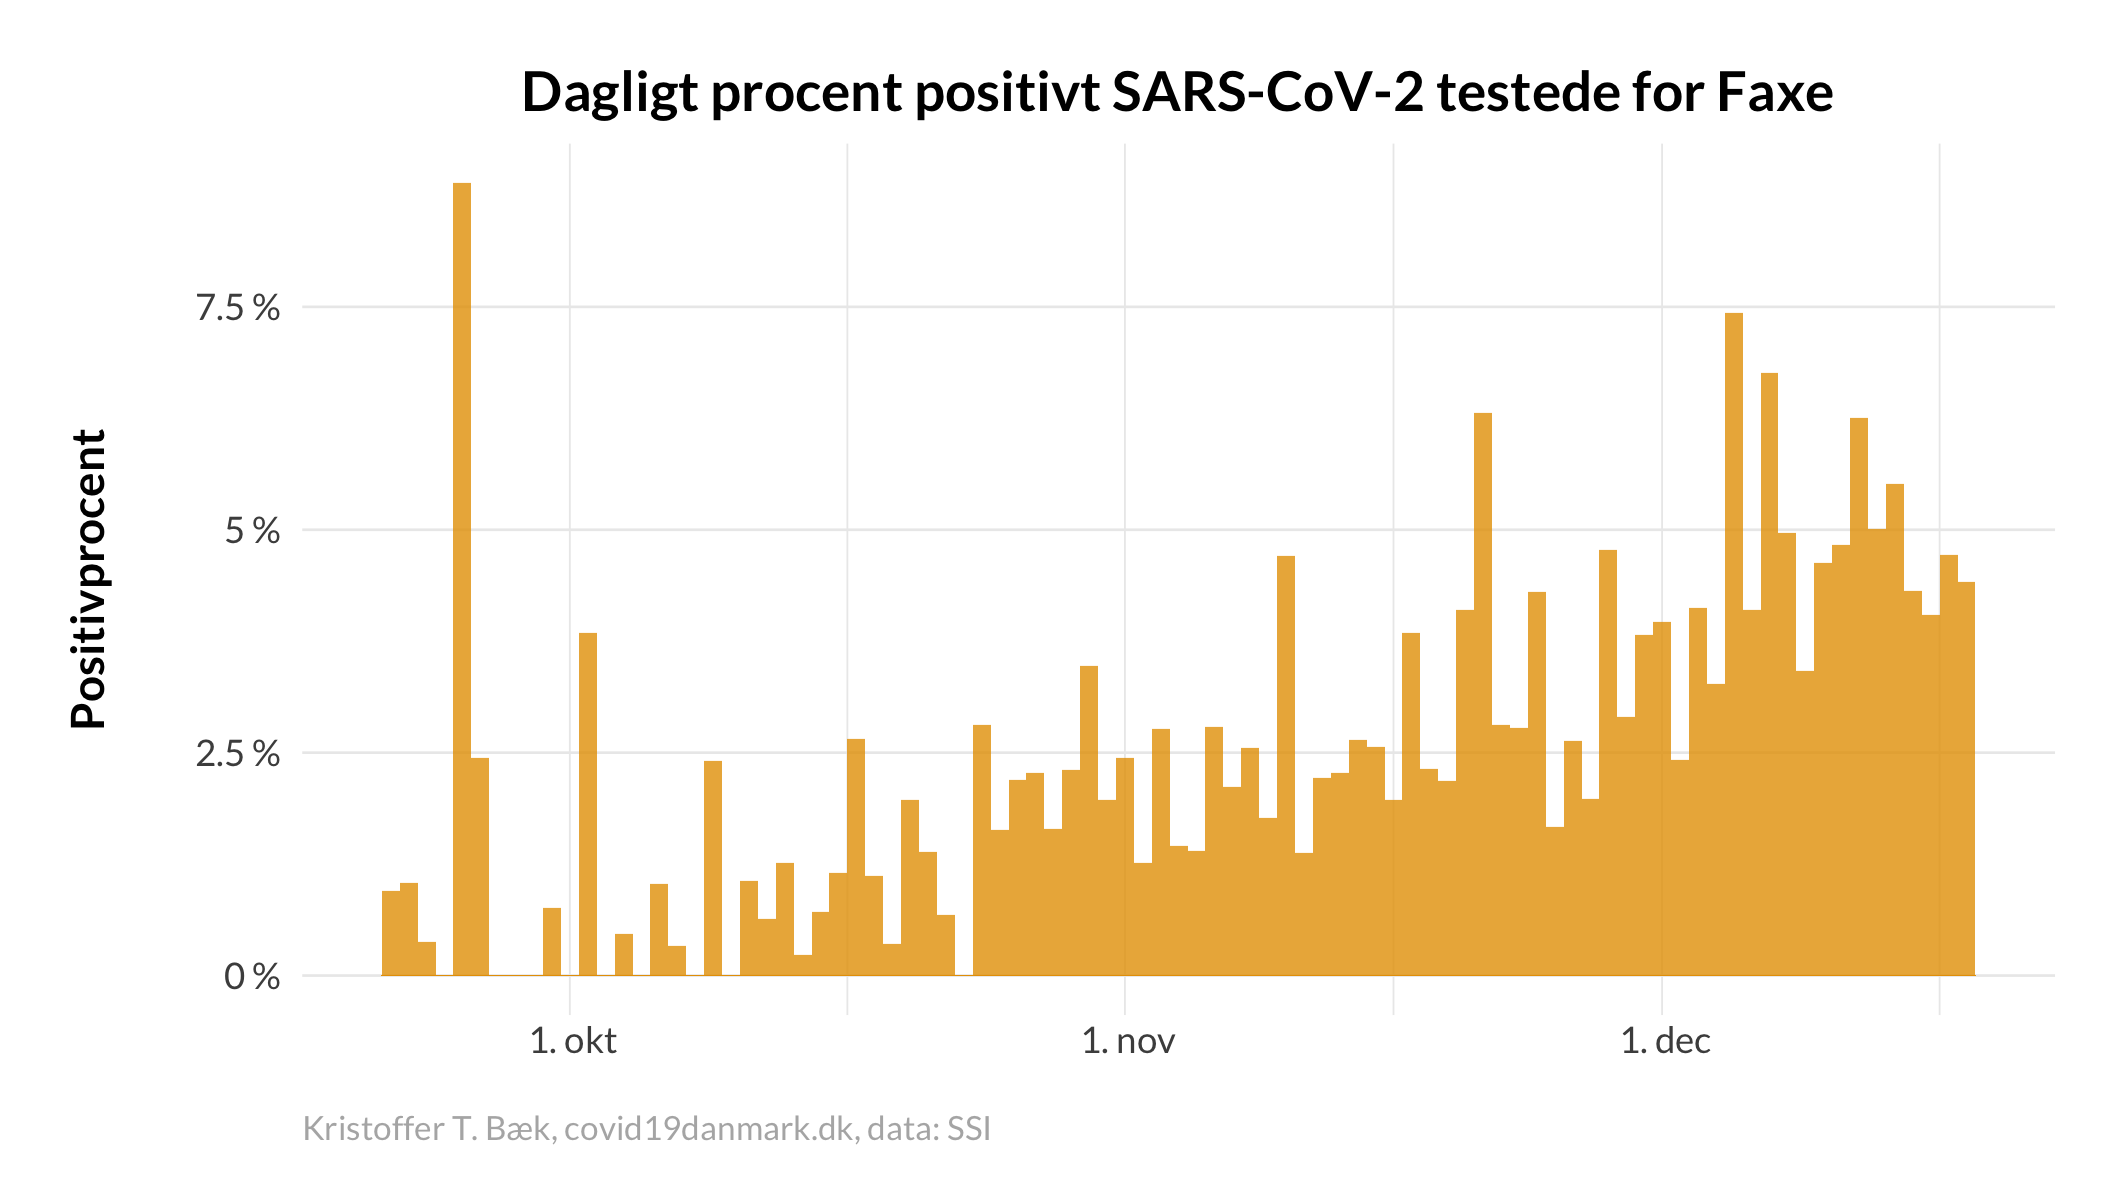 Dagligt procent positivt SARS-CoV-2 testede for Faxe
Positivprocent
7.5 %
5 %
2.5 %
0 %
1. okt
1. nov
1. dec
Kristoffer T. Bæk, covid19danmark.dk, data: SSI